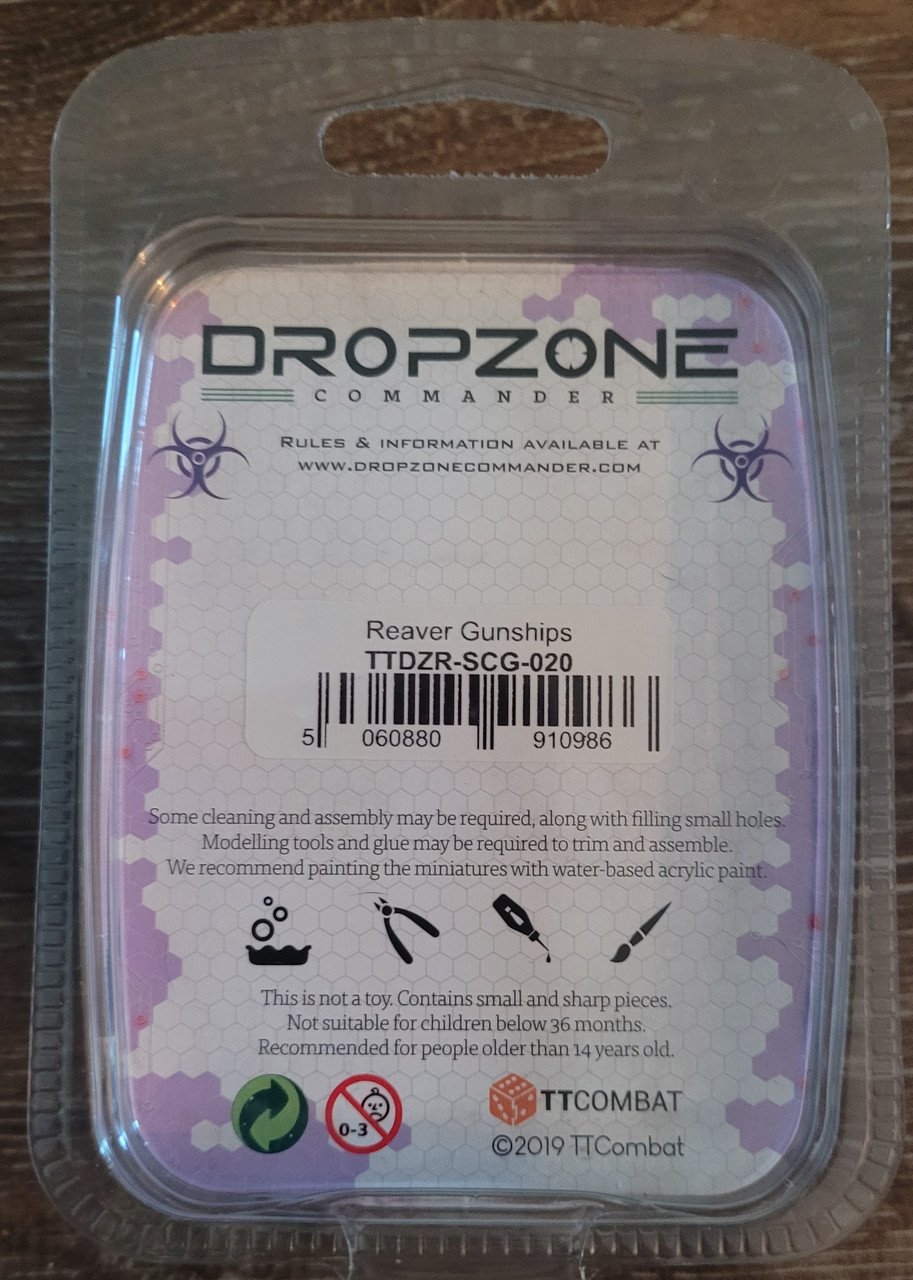 DROPZONE
COMMANDER
RULES & INFORMATION AVAILABLE AT
WWW.DROPZONECOMMANDER.COM
Reaver Gunships
TTDZR-SCG-020
5 060880 910986
Some cleaning and assembly may be required, along with filling small holes.
Modelling tools and glue may be required to trim and assemble.
We recommend painting the miniatures with water-based acrylic paint.
This is not a toy. Contains small and sharp pieces.
Not suitable for children below 36 months.
Recommended for people older than 14 years old.
0-3
TTCOMBAT
©2019 TTCombat